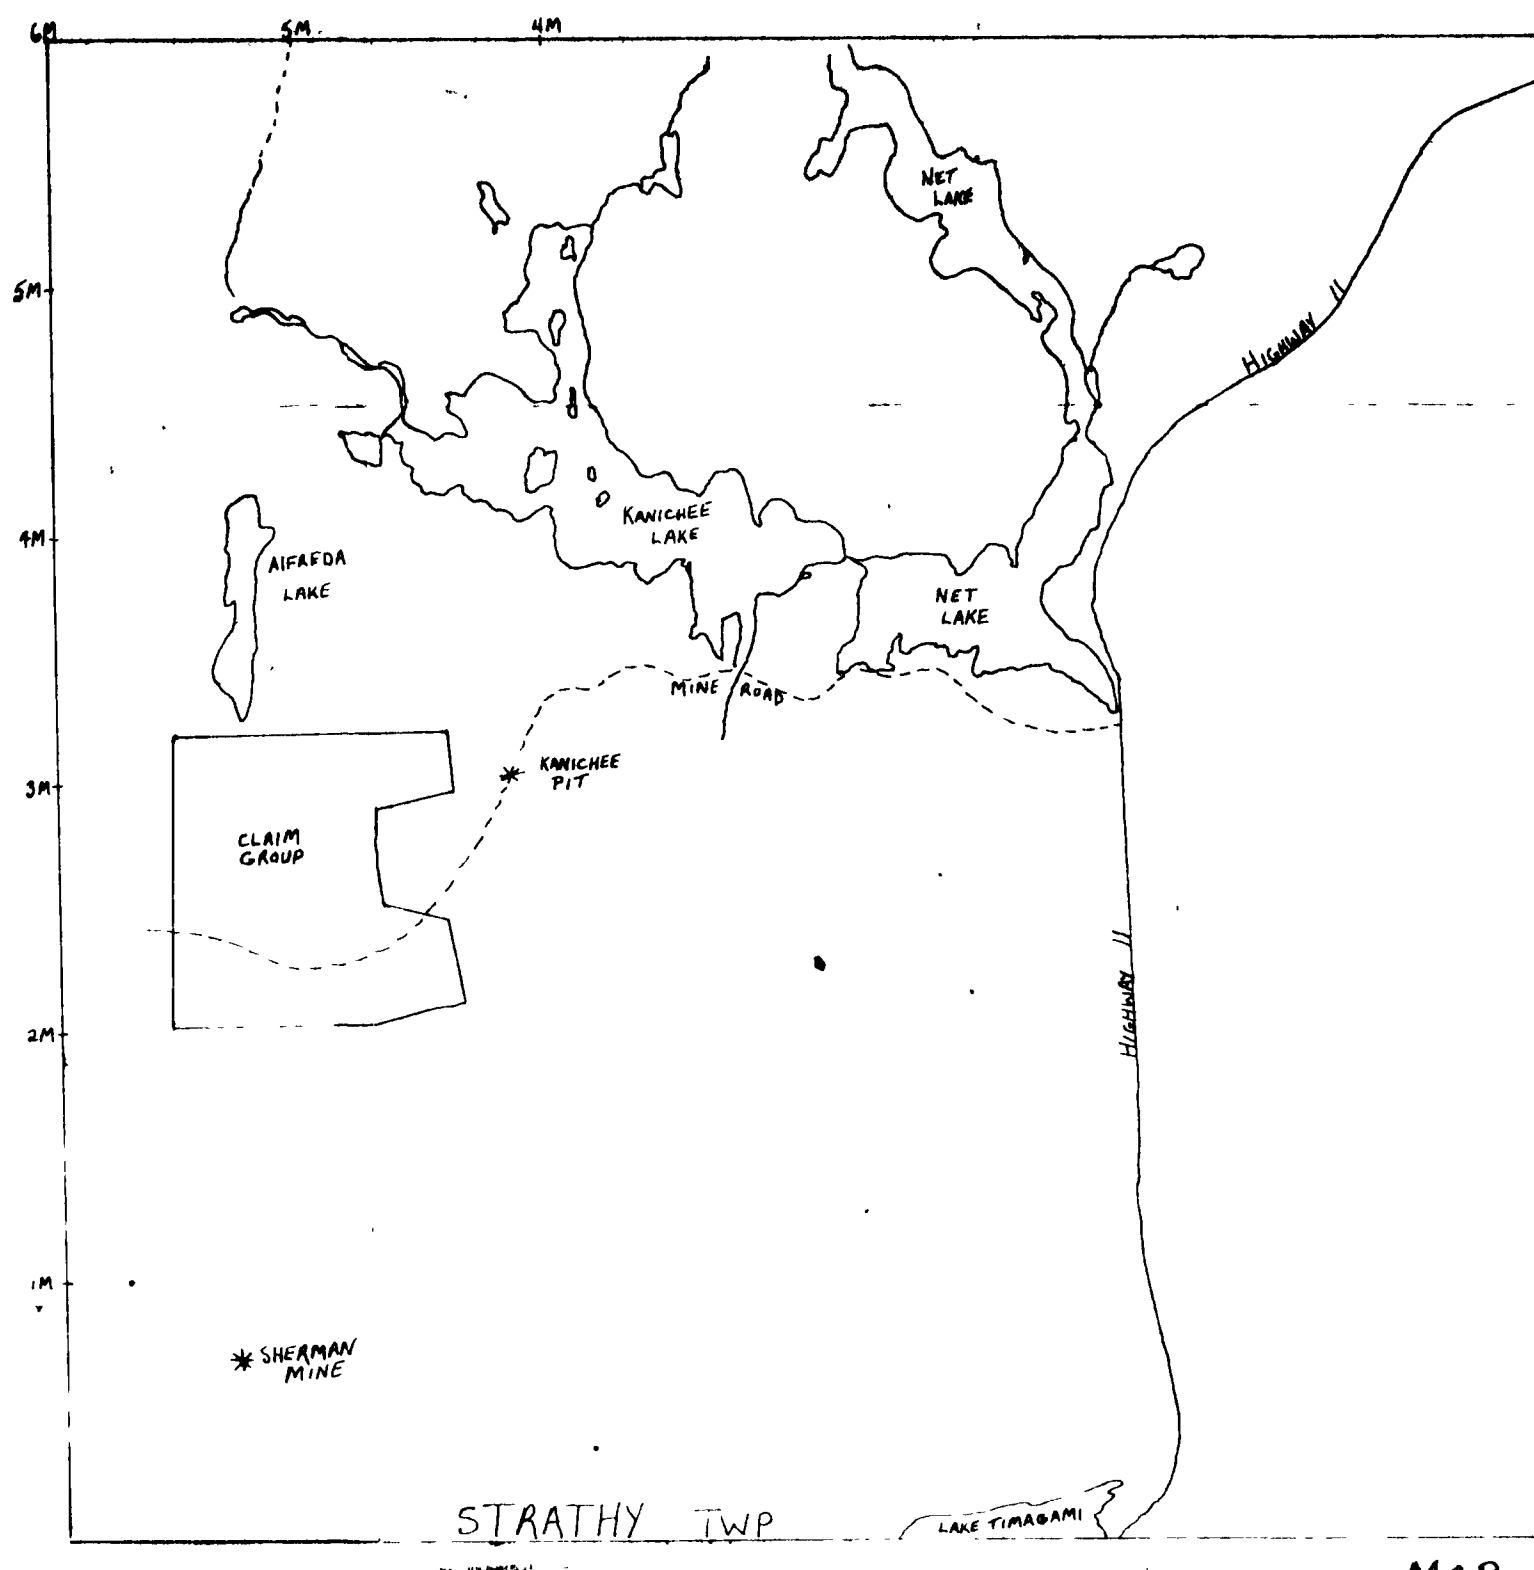 6M
5M
4M
NET
LAKE
5M
HIGHWAY 11
KANICHEE
LAKE
4M
AlFREDA
LAKE
NET
LAKE
MINE ROAD
KANICHEE
PIT
3M
CLAIM
GROUP
HIGHWAY 11
2M
1M
SHERMAN
MINE
STRATHY TWP
LAKE TIMAGAMI